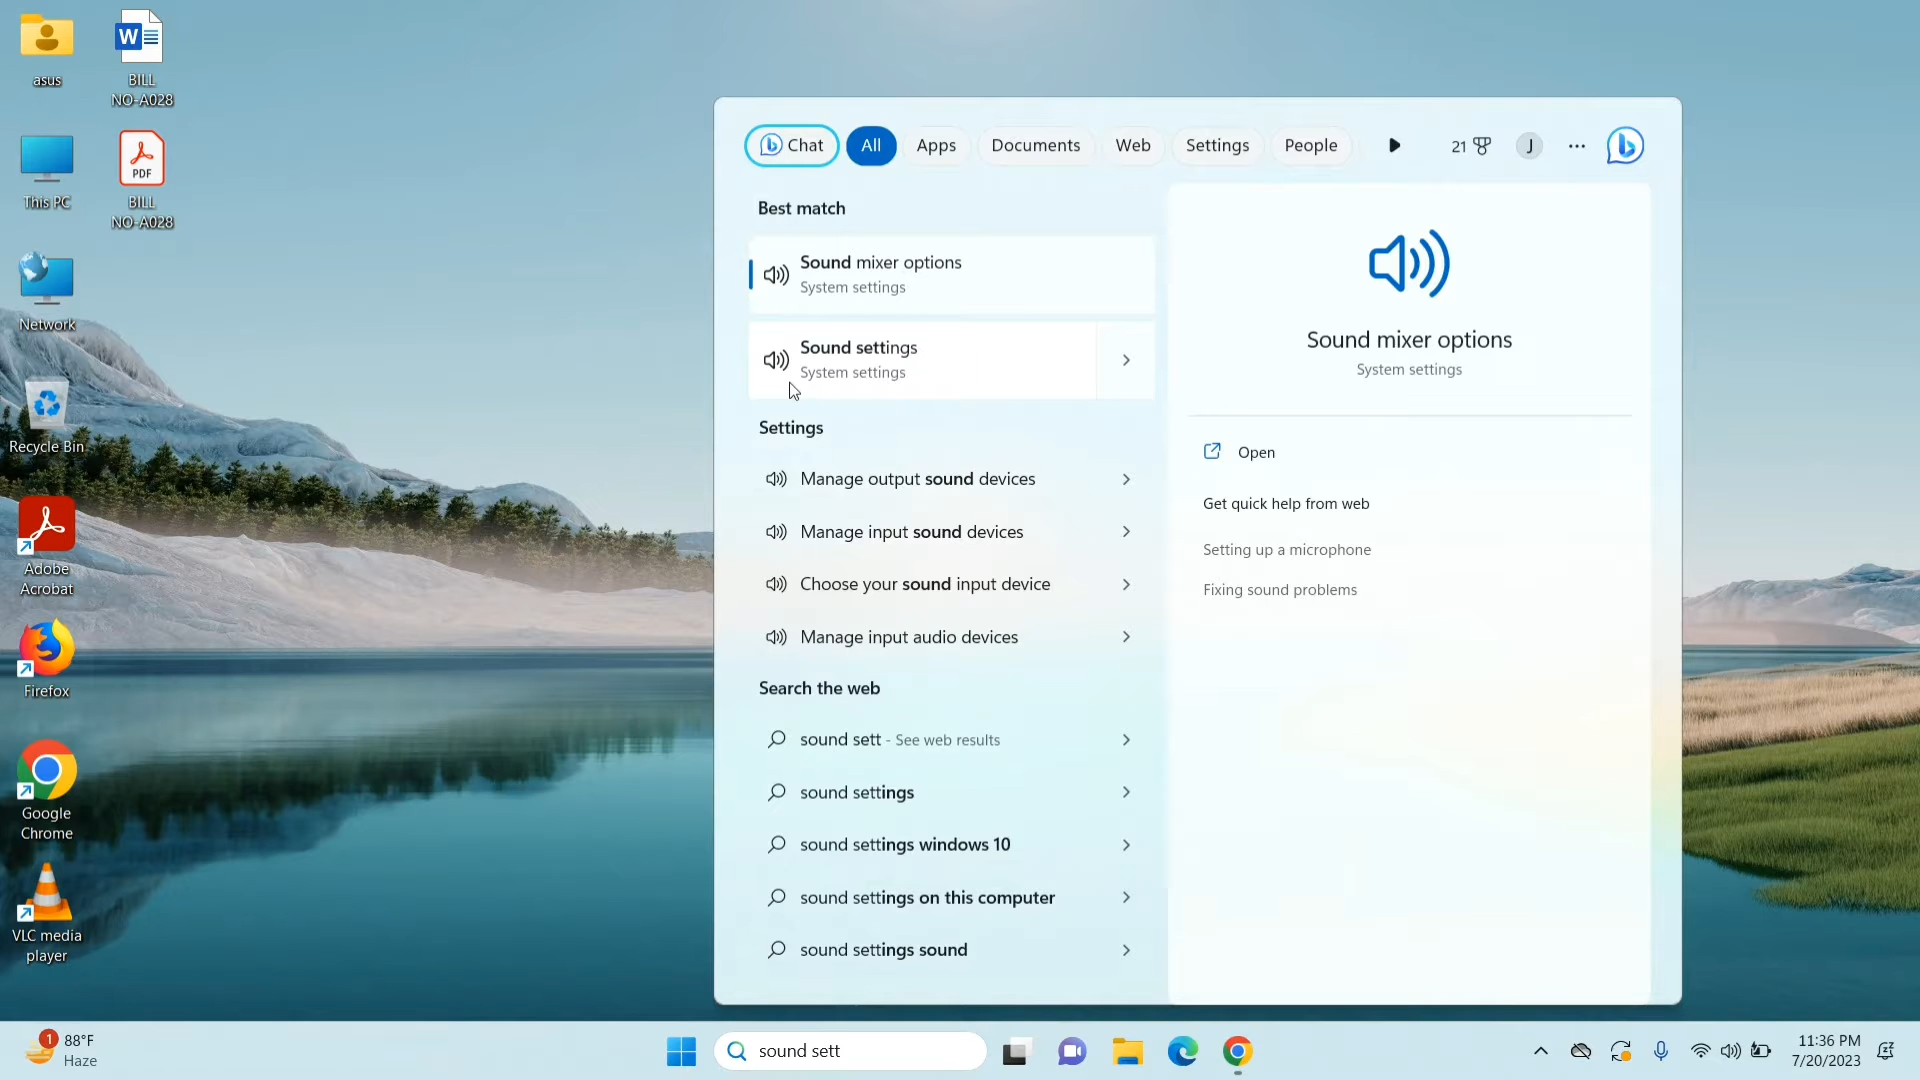 asus
BILL
NO-A028
This PC
PDF
BILL
NO-A028
Network
Recycle Bin
Adobe
Acrobat
Firefox
Google
Chrome
VLC media
player
Chat
All
Apps
Documents
Web
Settings
People
21
J
Best match
Sound mixer options
System settings
Sound settings
System settings
Settings
Manage output sound devices
Manage input sound devices
Choose your sound input device
Manage input audio devices
Search the web
sound sett - See web results
sound settings
sound settings windows 10
sound settings on this computer
sound settings sound
Sound mixer options
System settings
Open
Get quick help from web
Setting up a microphone
Fixing sound problems
1
88°F
Haze
sound sett
11:36 PM
7/20/2023